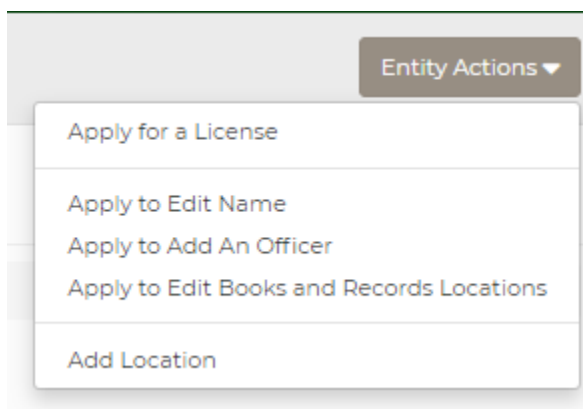 Entity Actions
Apply for a License
Apply to Edit Name
Apply to Add An Officer
Apply to Edit Books and Records Locations
Add Location